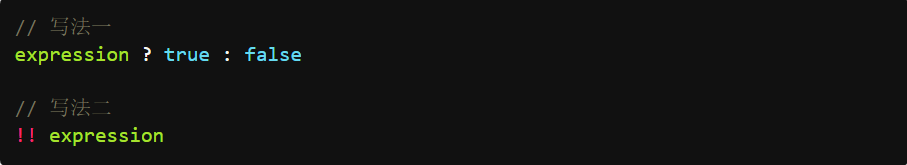 // 写法一
expression ? true : false
// 写法二
!! expression